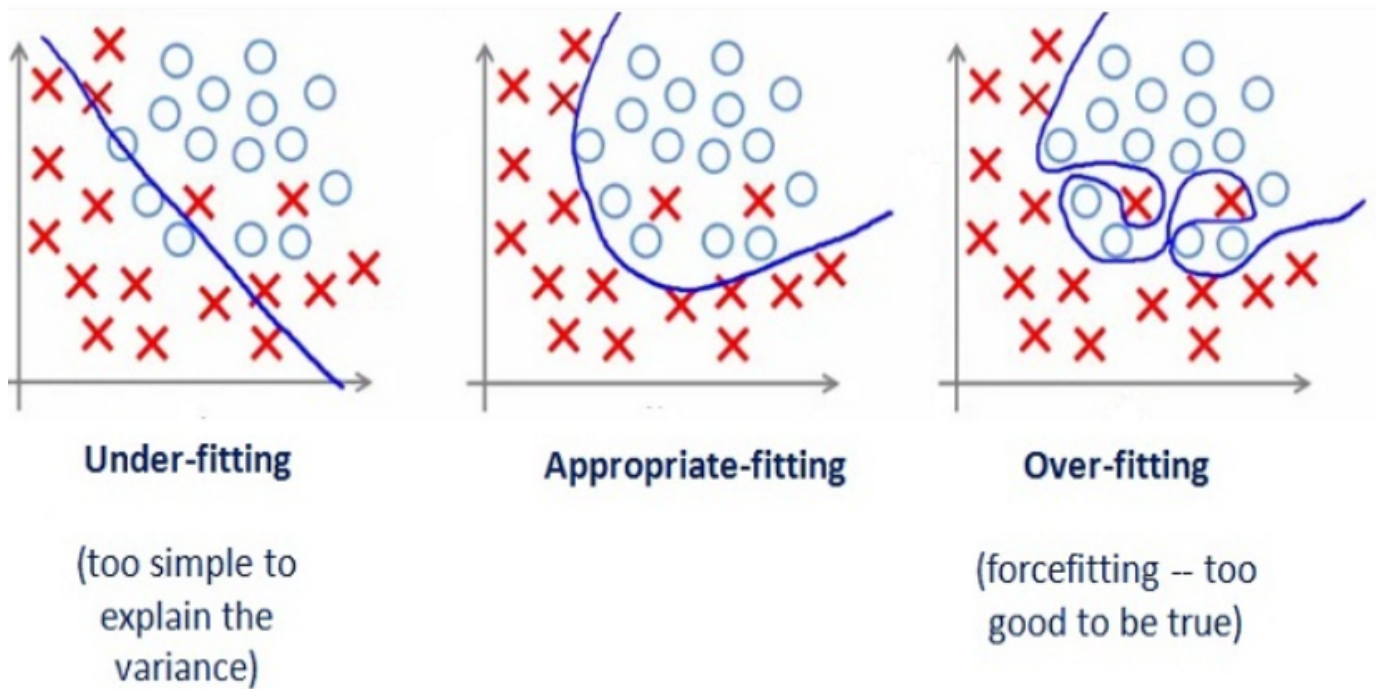 Under-fitting
Appropriate-fitting
Over-fitting
(too simple to
explain the
variance)
(forcefitting -- too
good to be true)